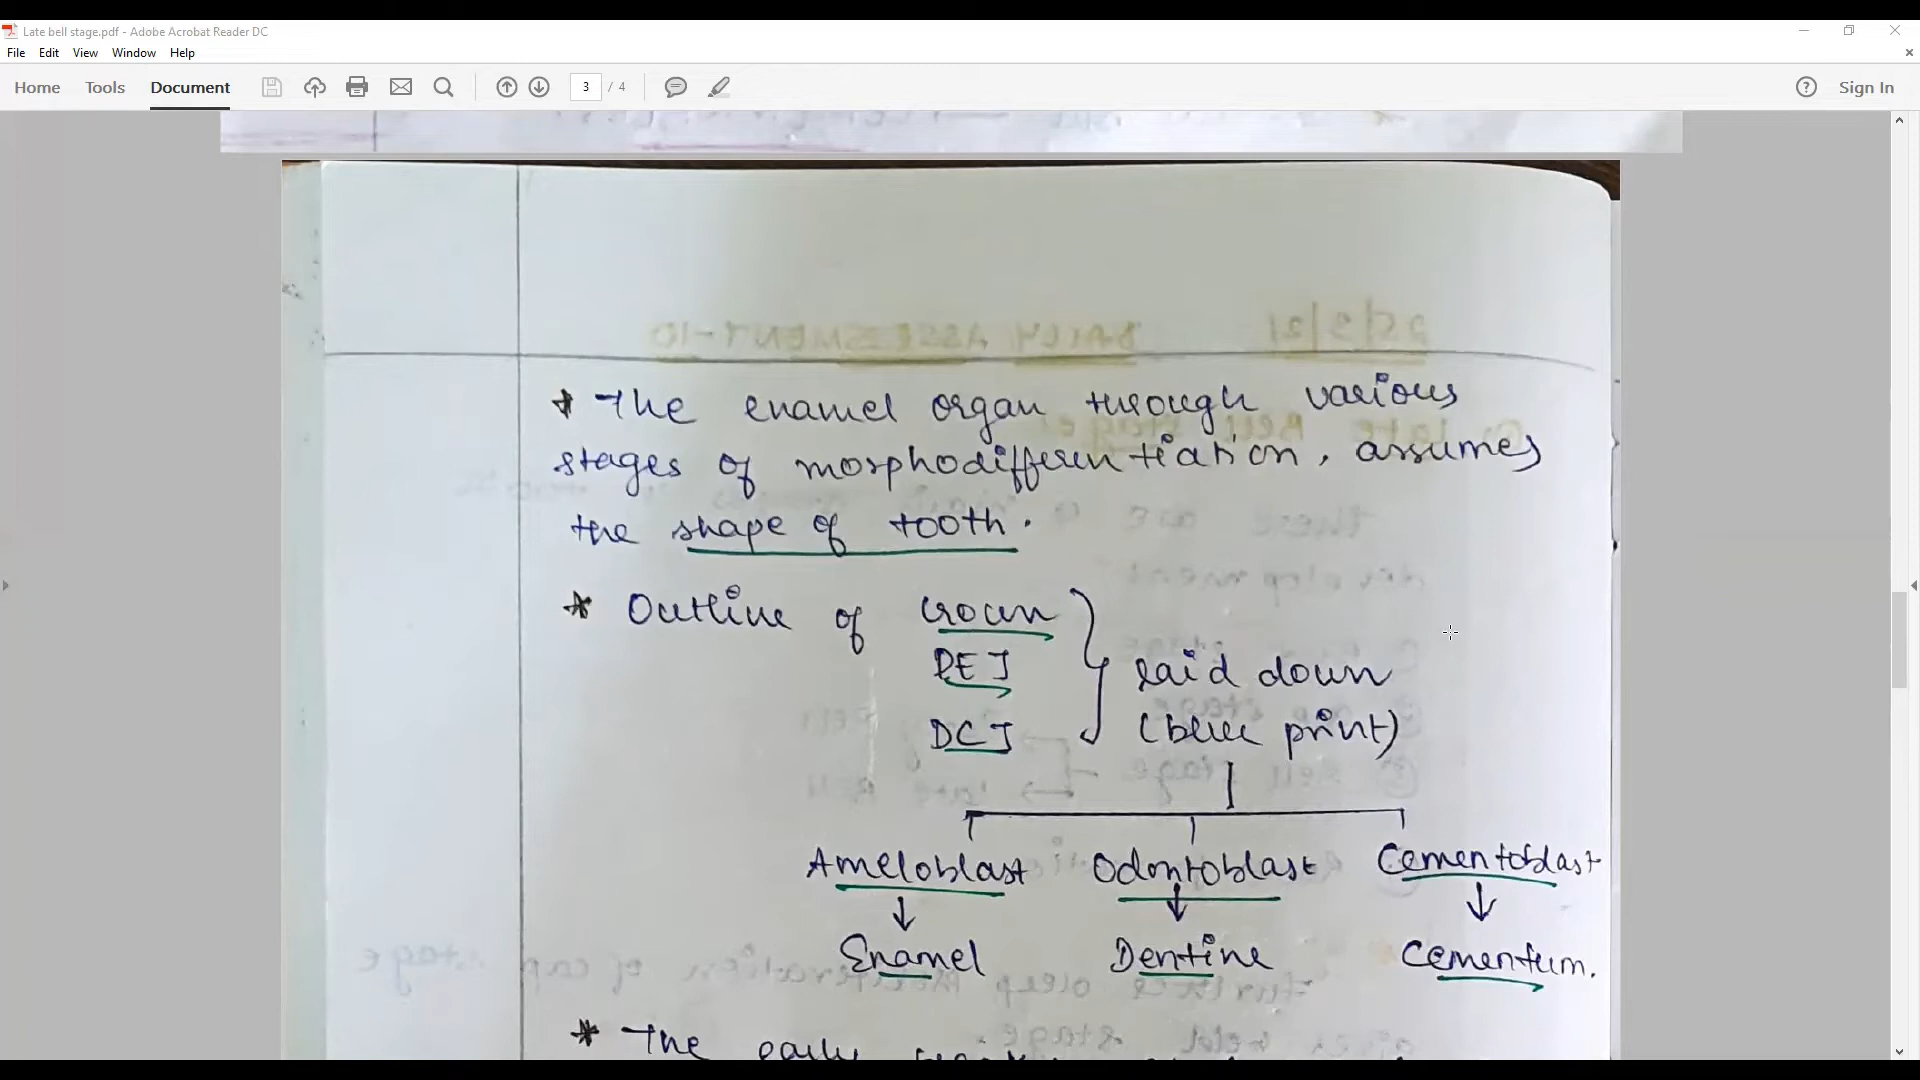 Late bell stage.pdf - Adobe Acrobat Reader DC
File Edit View Window Help
Home Tools Document 3 / 4 Sign In
* The enamel organ through various
stages of morphodifferentiation, assumes
the shape of tooth.
* Outline of crown
DEJ
laid down
DCJ
(blue print)
Ameloblast Odontoblast Cementoblast
↓ ↓ ↓
Enamel Dentine Cementum.
* The early